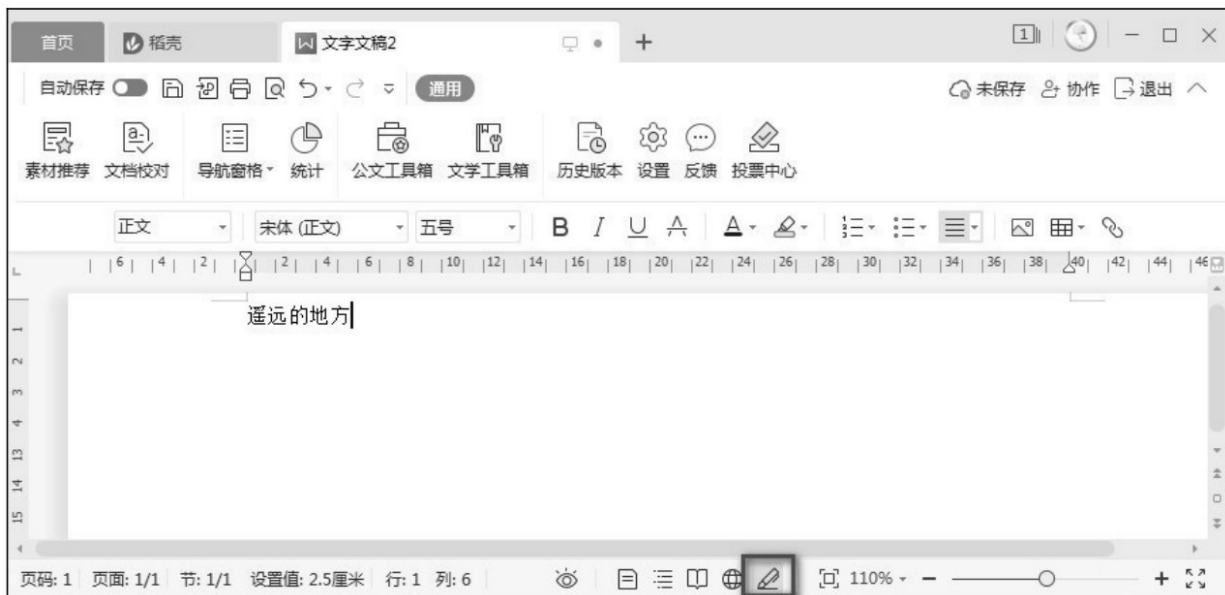 首页 稻壳 文字文稿2
自动保存 通用 未保存 协作 退出
素材推荐 文档校对 导航窗格 统计 公文工具箱 文学工具箱 历史版本 设置 反馈 投票中心
正文 宋体 (正文) 五号 B I U A A
6 4 2 2 4 6 8 10 12 14 16 18 20 22 24 26 28 30 32 34 36 38 40 42 44 46
遥远的地方
1
2
3
4
13
14
15
页码: 1 页面: 1/1 节: 1/1 设置值: 2.5厘米 行: 1 列: 6 110%